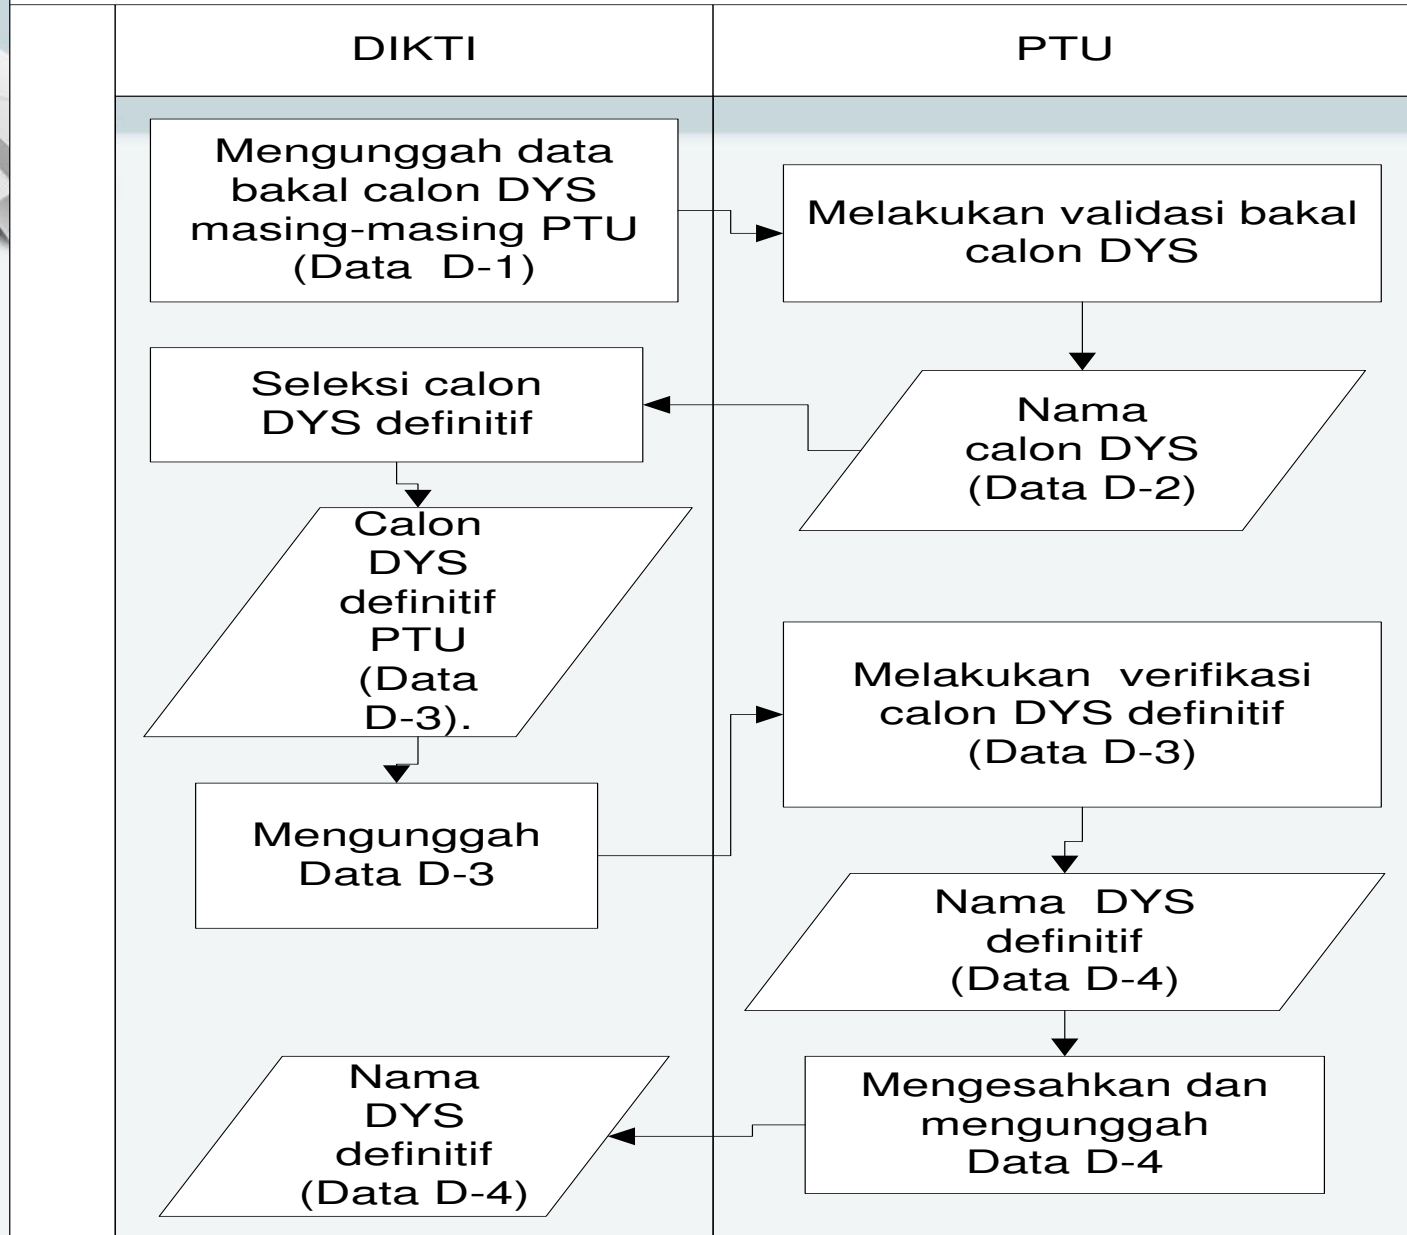 DIKTI
PTU
Mengunggah data
bakal calon DYS
masing-masing PTU
(Data  D-1)
Melakukan validasi bakal
calon DYS
Nama
calon DYS
(Data D-2)
Seleksi calon
DYS definitif
Calon
DYS
definitif
PTU
(Data
D-3).
Mengunggah
Data D-3
Melakukan  verifikasi
calon DYS definitif
(Data D-3)
Nama  DYS
definitif
(Data D-4)
Mengesahkan dan
mengunggah
Data D-4
Nama
DYS
definitif
(Data D-4)